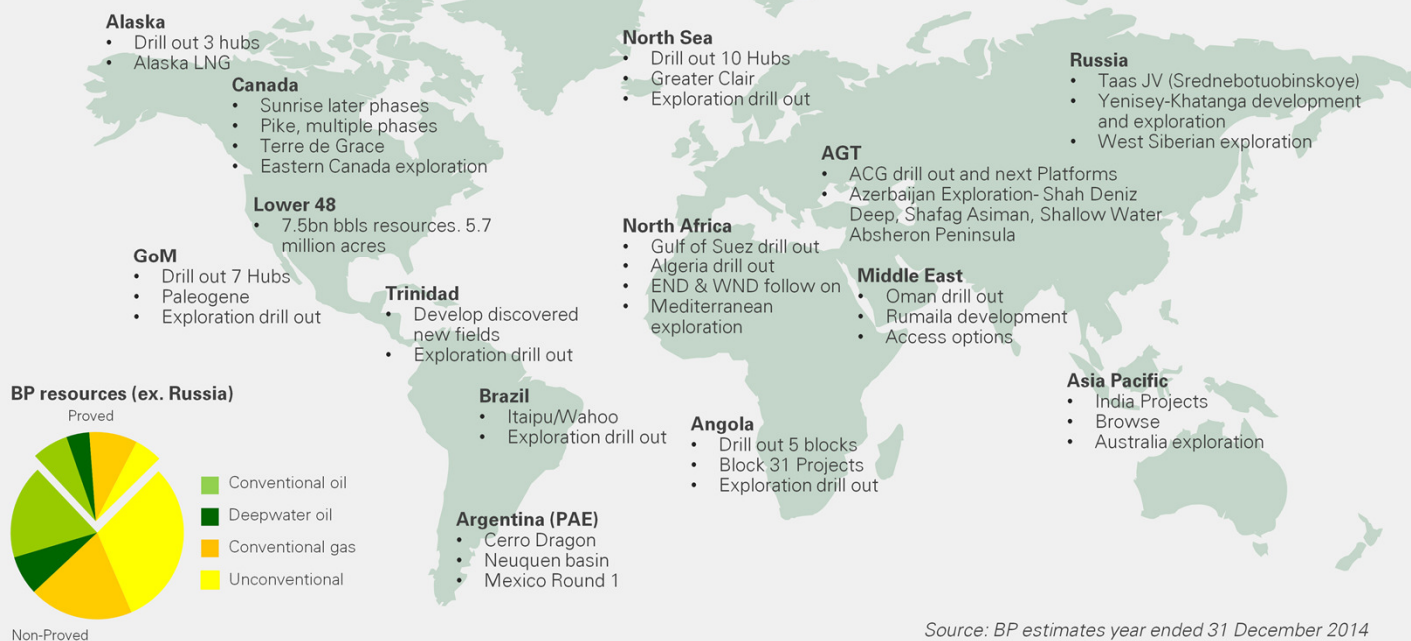 Alaska
• Drill out 3 hubs
• Alaska LNG
Canada
• Sunrise later phases
• Pike, multiple phases
• Terre de Grace
• Eastern Canada exploration
Lower 48
• 7.5bn bbls resources. 5.7
million acres
GoM
• Drill out 7 Hubs
• Paleogene
• Exploration drill out
Trinidad
• Develop discovered
new fields
• Exploration drill out
North Sea
• Drill out 10 Hubs
• Greater Clair
• Exploration drill out
Russia
• Taas JV (Srednebotuobinskoye)
• Yenisey-Khatanga development
and exploration
• West Siberian exploration
AGT
• ACG drill out and next Platforms
• Azerbaijan Exploration- Shah Deniz
Deep, Shafag Asiman, Shallow Water
Absheron Peninsula
North Africa
• Gulf of Suez drill out
• Algeria drill out
• END & WND follow on
• Mediterranean
exploration
Middle East
• Oman drill out
• Rumaila development
• Access options
Brazil
• Itaipu/Wahoo
• Exploration drill out
Angola
• Drill out 5 blocks
• Block 31 Projects
• Exploration drill out
Asia Pacific
• India Projects
• Browse
• Australia exploration
Argentina (PAE)
• Cerro Dragon
• Neuquen basin
• Mexico Round 1
BP resources (ex. Russia)
Proved
Conventional oil
Deepwater oil
Conventional gas
Unconventional
Non-Proved
Source: BP estimates year ended 31 December 2014